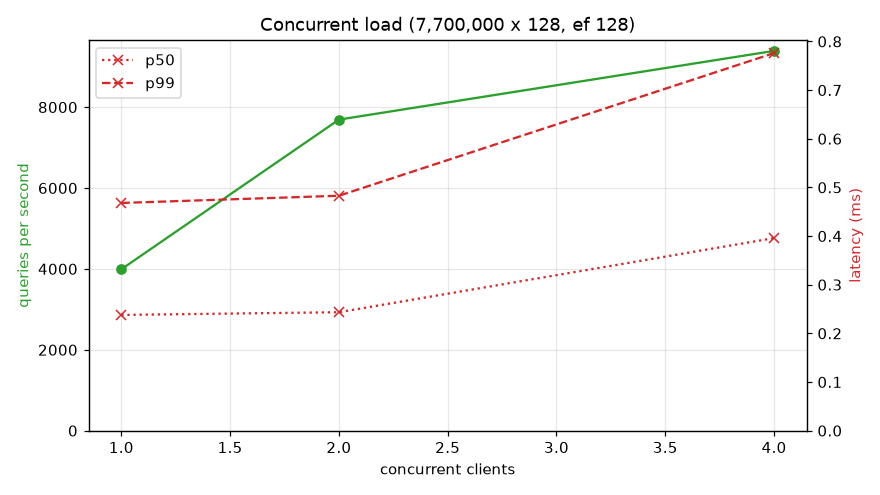 Concurrent load (7,700,000 x 128, ef 128)
p50
p99
queries per second
8000
6000
4000
2000
0
0.8
0.7
0.6
0.5
0.4
0.3
0.2
0.1
0.0
latency (ms)
1.0 1.5 2.0 2.5 3.0 3.5 4.0
concurrent clients